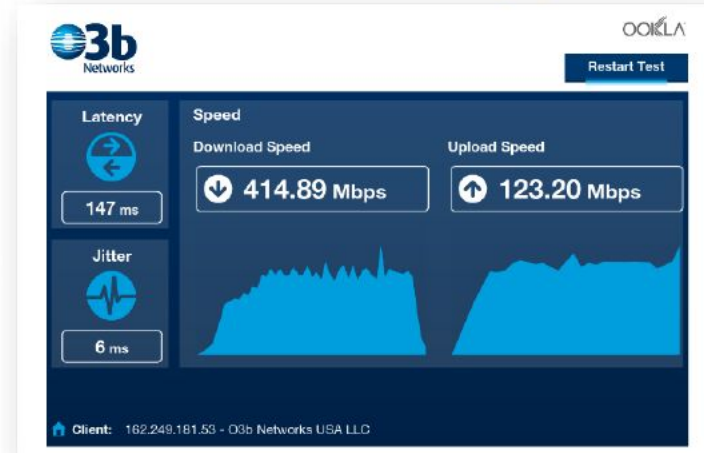 O3b
Networks
OOKLA
Restart Test
Latency
147 ms
Jitter
6 ms
Speed
Download Speed
414.89 Mbps
Upload Speed
123.20 Mbps
Client: 162.249.181.53 - O3b Networks USA LLC